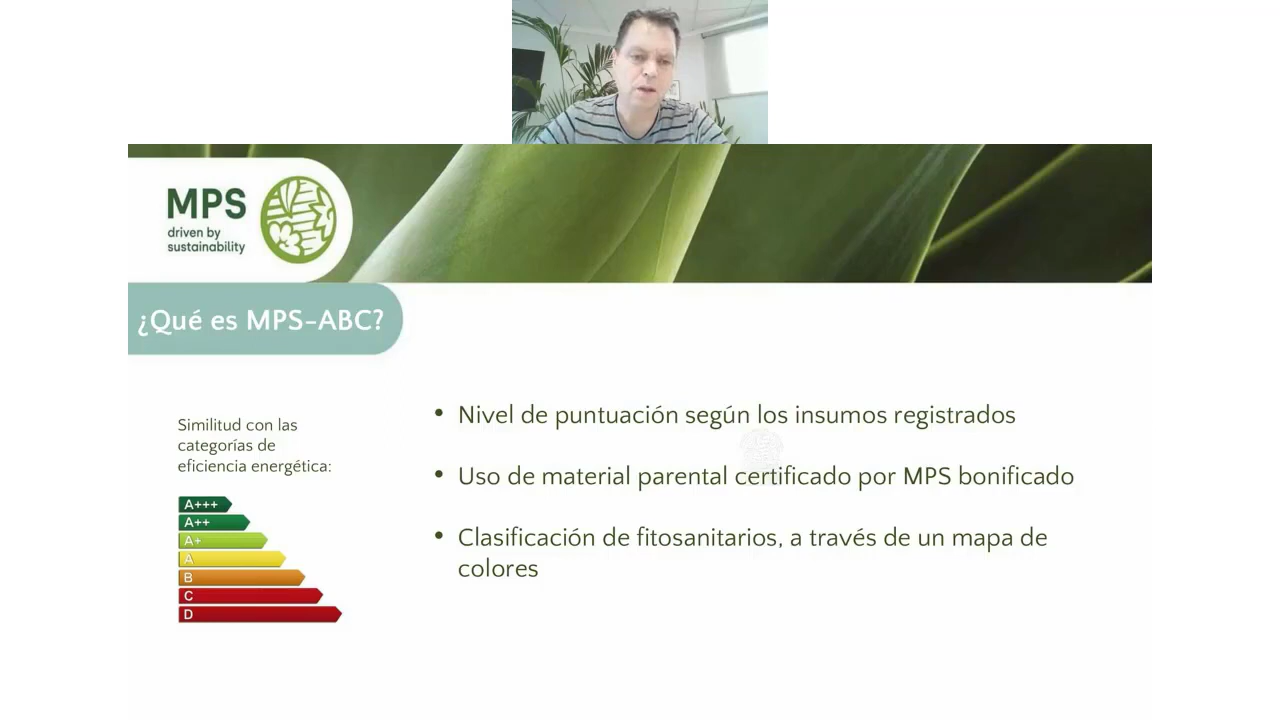 MPS
driven by
sustainability
¿Qué es MPS-ABC?
Similitud con las
categorías de
eficiencia energética:
A+++
A++
A+
A
B
C
D
• Nivel de puntuación según los insumos registrados
• Uso de material parental certificado por MPS bonificado
• Clasificación de fitosanitarios, a través de un mapa de
colores